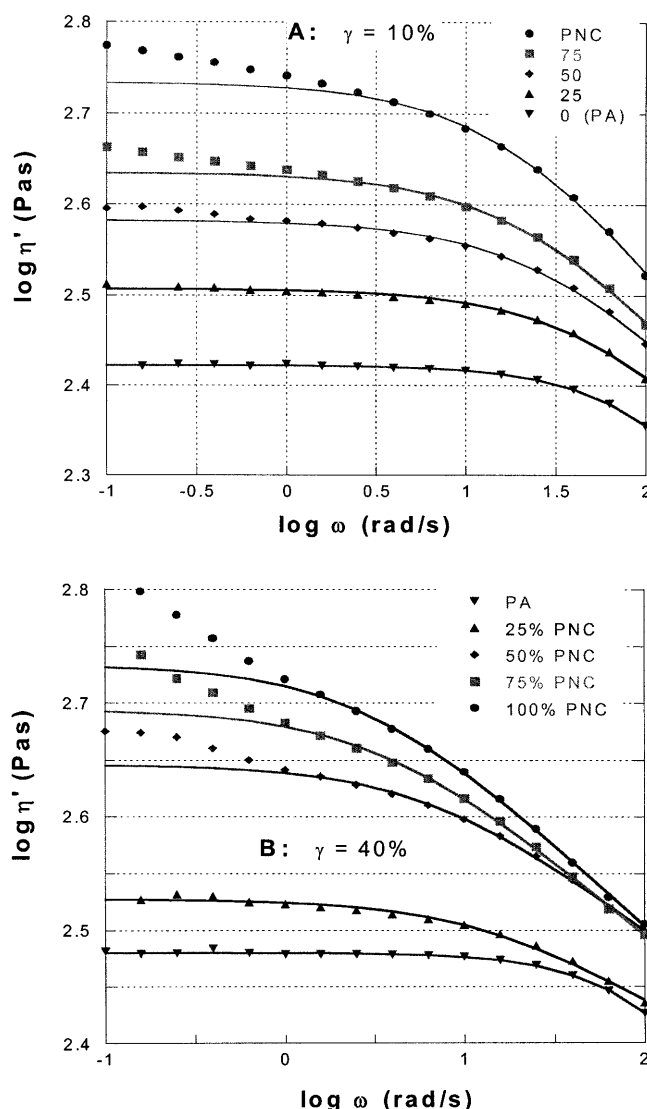 2.8
A: γ = 10%
PNC
75
50
25
0 (PA)
2.7
2.6
2.5
2.4
2.3
log η' (Pas)
-1 -0.5 0 0.5 1 1.5 2
log ω (rad/s)
2.8
PA
25% PNC
50% PNC
75% PNC
100% PNC
2.7
2.6
B: γ = 40%
2.5
2.4
log η' (Pas)
-1 0 1 2
log ω (rad/s)